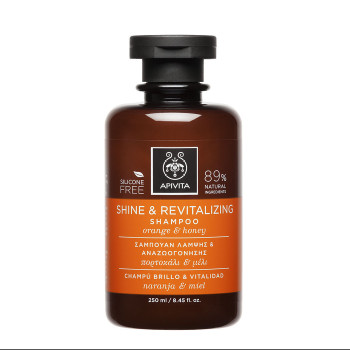 SILICONE
FREE
APIVITA
89%
NATURAL
INGREDIENTS
SHINE & REVITALIZING
SHAMPOO
orange & honey
ΣΑΜΠΟΥΑΝ ΛΑΜΨΗΣ &
ΑΝΑΖΩΟΓΟΝΗΣΗΣ
πορτοκάλι & μέλι
CHAMPÚ BRILLO & VITALIDAD
naranja & miel
250 ml / 8.45 fl. oz.